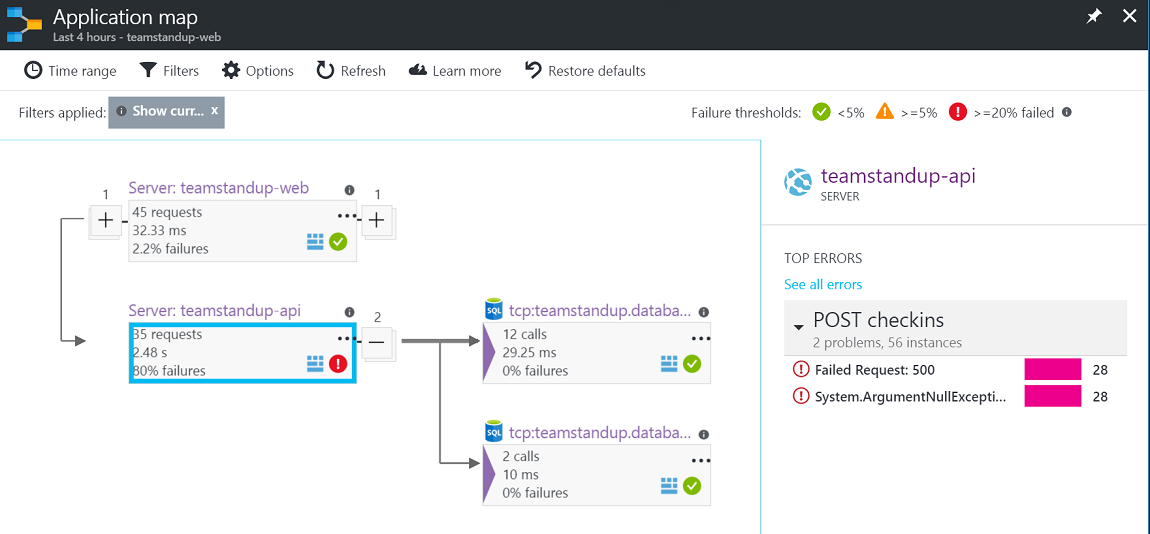 Application map
Last 4 hours - teamstandup-web
Time range Filters Options Refresh Learn more Restore defaults
Filters applied: Show curr... x
Failure thresholds: <5% >=5% >=20% failed
1
Server: teamstandup-web
1
45 requests
32.33 ms
2.2% failures
Server: teamstandup-api
2
35 requests
2.48 s
80% failures
SQL
tcp:teamstandup.databa...
12 calls
29.25 ms
0% failures
SQL
tcp:teamstandup.databa...
2 calls
10 ms
0% failures
teamstandup-api
SERVER
TOP ERRORS
See all errors
POST checkins
2 problems, 56 instances
Failed Request: 500 28
System.ArgumentNullExcepti... 28